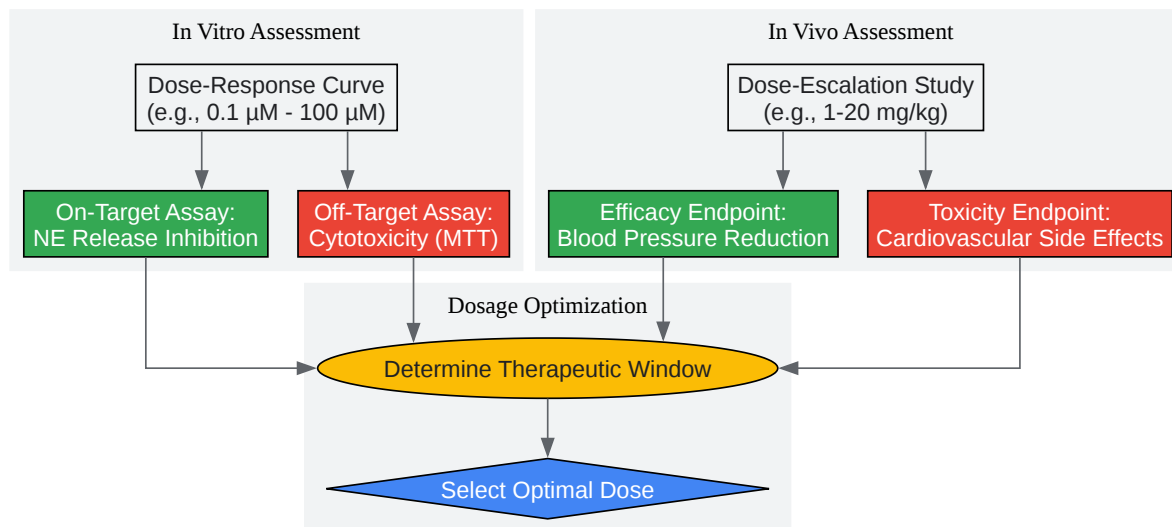 In Vitro Assessment
Dose-Response Curve
(e.g., 0.1 µM - 100 µM)
On-Target Assay:
NE Release Inhibition
Off-Target Assay:
Cytotoxicity (MTT)
In Vivo Assessment
Dose-Escalation Study
(e.g., 1-20 mg/kg)
Efficacy Endpoint:
Blood Pressure Reduction
Toxicity Endpoint:
Cardiovascular Side Effects
Dosage Optimization
Determine Therapeutic Window
Select Optimal Dose